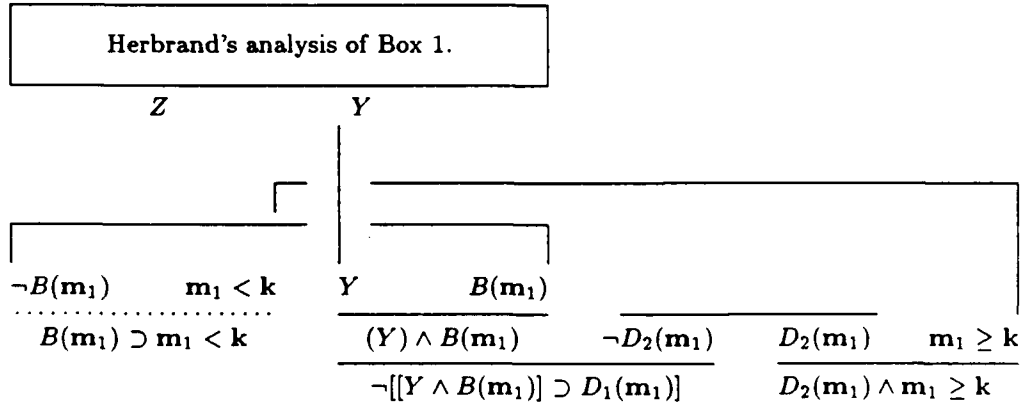 Herbrand's analysis of Box 1.
Z Y
¬B(m₁) m₁ < k Y B(m₁)
B(m₁) ⊃ m₁ < k (Y) ∧ B(m₁) ¬D₂(m₁) D₂(m₁) m₁ ≥ k
¬[[Y ∧ B(m₁)] ⊃ D₁(m₁)] D₂(m₁) ∧ m₁ ≥ k